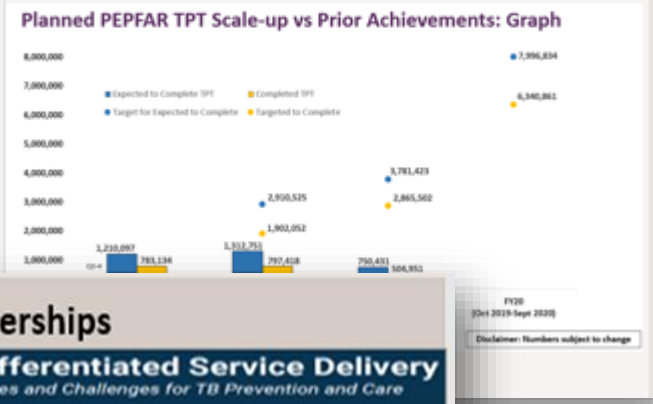 Planned PEPFAR TPT Scale-up vs Prior Achievements: Graph
8,000,000
7,996,834
7,000,000
Expected to Complete TPT
Completed TPT
6,340,861
6,000,000
Target for Expected to Complete
Targeted to Complete
5,000,000
4,000,000
3,781,423
3,000,000
2,910,525
2,865,502
2,000,000
1,902,052
1,210,097
1,312,751
1,000,000
783,134
797,418
750,431
504,951
FY20
(Oct 2019-Sept 2020)
Disclaimer: Numbers subject to change
erships
fferentiated Service Delivery
es and Challenges for TB Prevention and Care